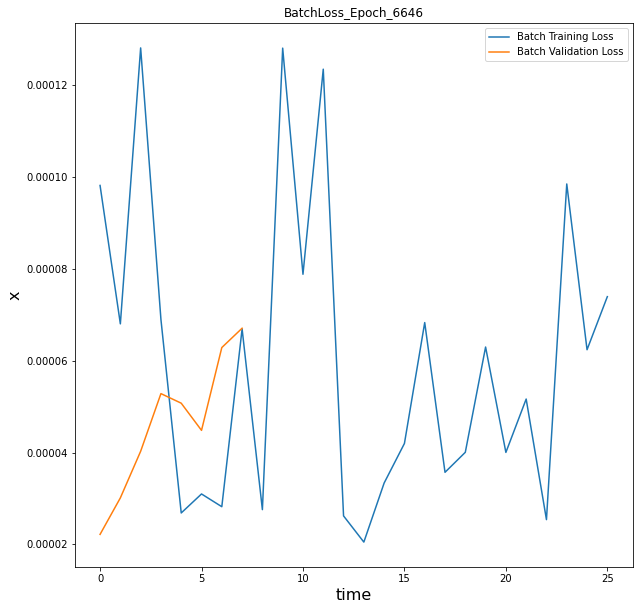 BatchLoss_Epoch_6646
Batch Training Loss
Batch Validation Loss
0.00012
0.00010
0.00008
0.00006
0.00004
0.00002
x
0 5 10 15 20 25
time